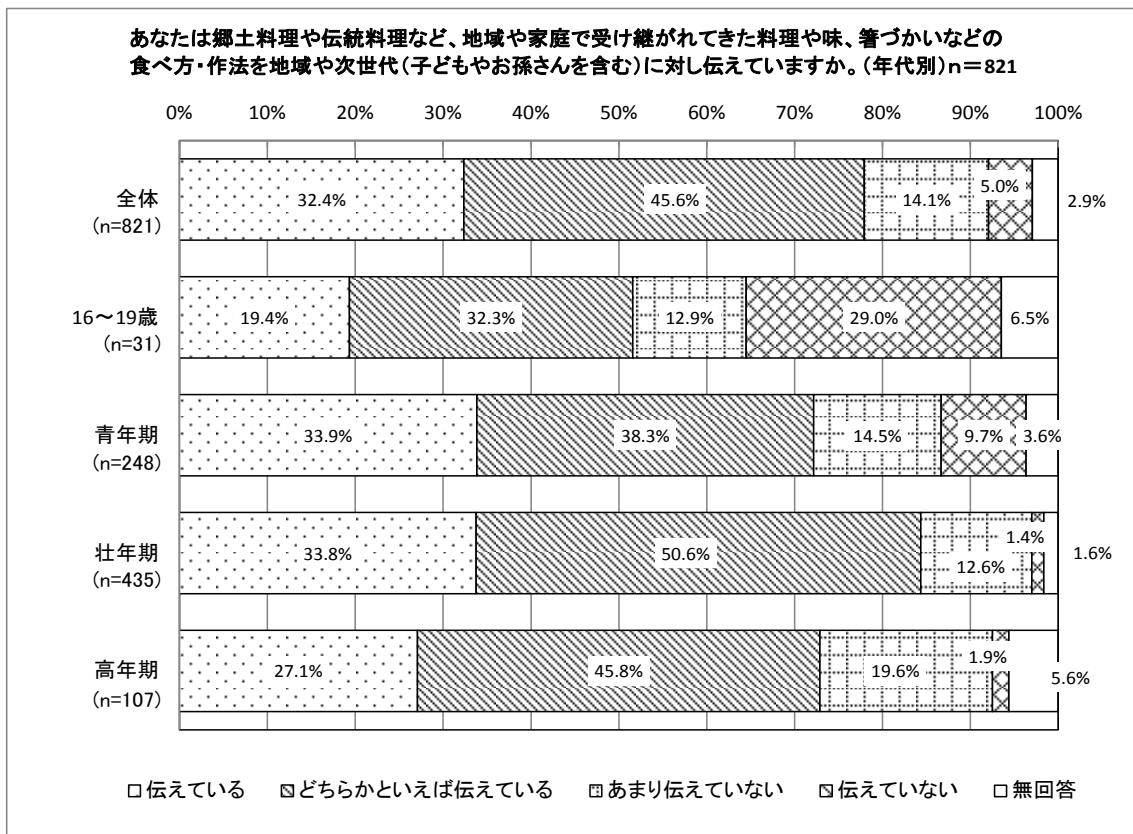 あなたは郷土料理や伝統料理など、地域や家庭で受け継がれてきた料理や味、箸づかいなどの
食べ方・作法を地域や次世代(子どもやお孫さんを含む)に対し伝えていますか。(年代別)n=821
0% 10% 20% 30% 40% 50% 60% 70% 80% 90% 100%
全体
(n=821)
32.4% 45.6% 14.1% 5.0% 2.9%
16～19歳
(n=31)
19.4% 32.3% 12.9% 29.0% 6.5%
青年期
(n=248)
33.9% 38.3% 14.5% 9.7% 3.6%
壮年期
(n=435)
33.8% 50.6% 12.6% 1.4% 1.6%
高年期
(n=107)
27.1% 45.8% 19.6% 1.9% 5.6%
伝えている どちらかといえば伝えている あまり伝えていない 伝えていない 無回答